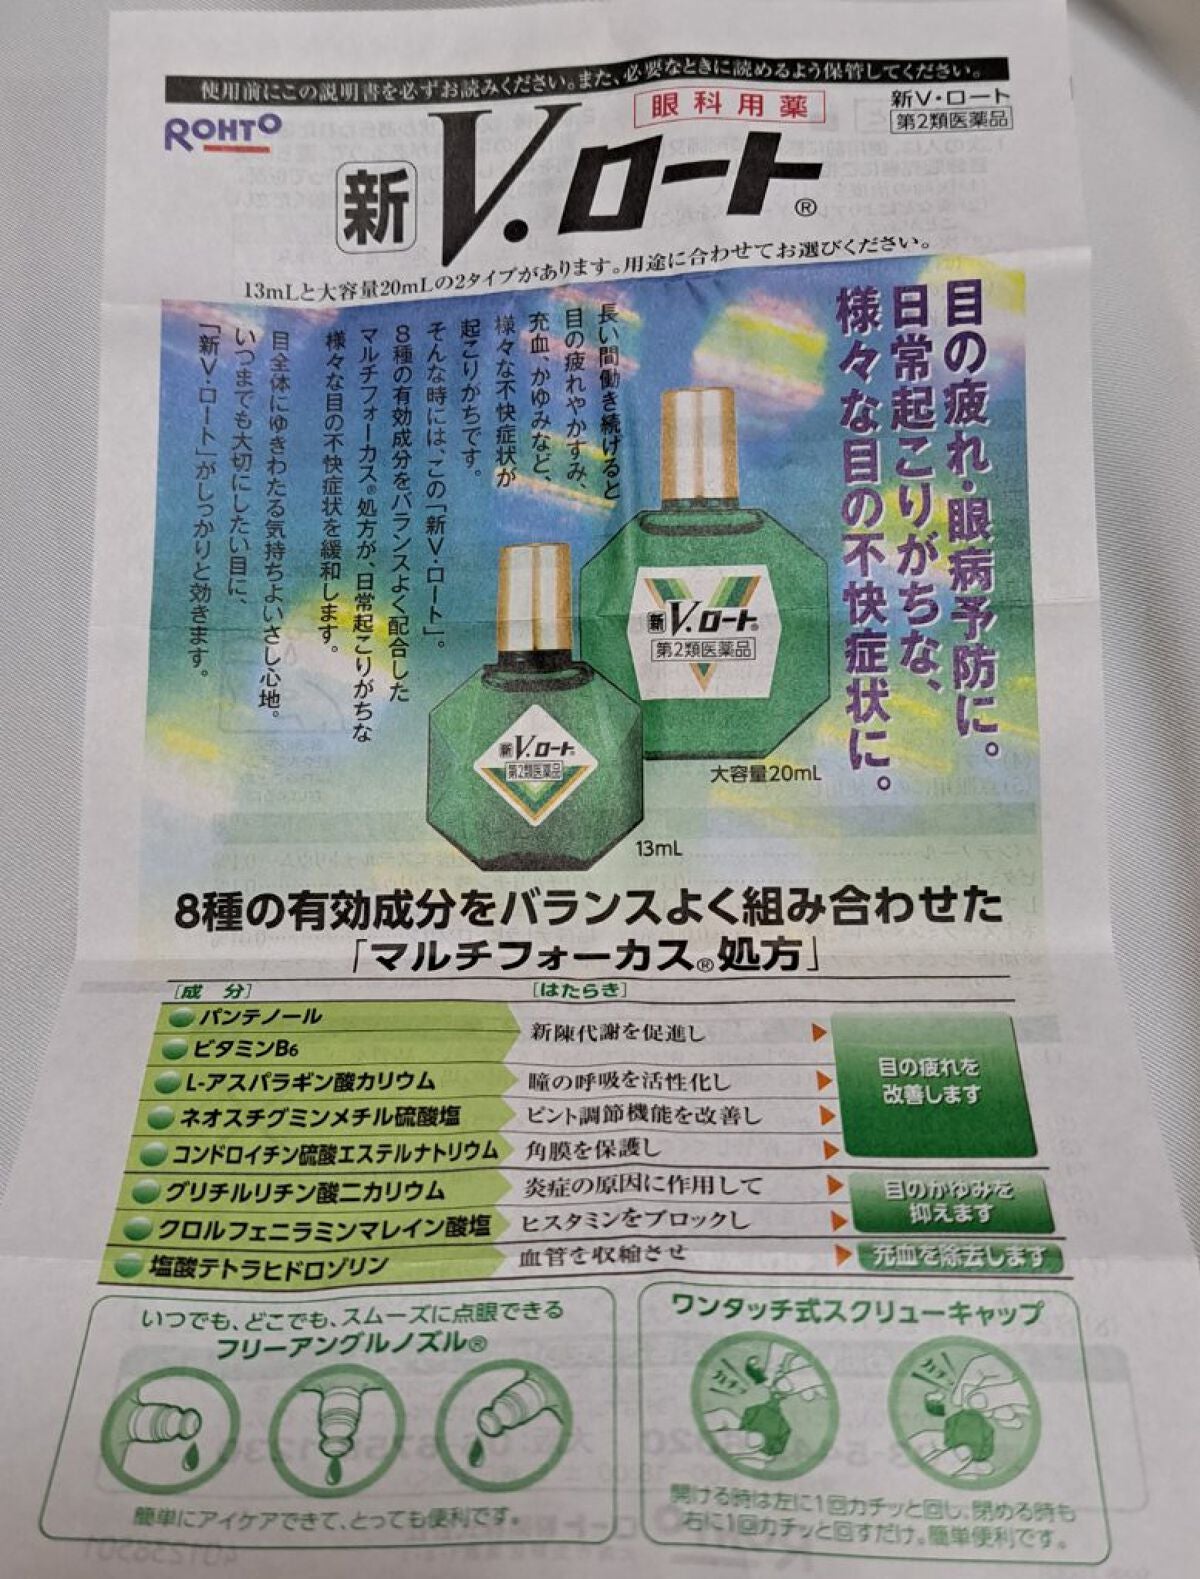 使用前にこの説明書を必ずお読みください。また、必要なときに読めるよう保管してください。
ROHTO
眼科用薬
新V・ロート
第2類医薬品
新V.ロート®
13mLと大容量20mLの2タイプがあります。用途に合わせてお選びください。
目の疲れ・眼病予防に。
日常起こりがちな、
様々な目の不快症状に。
長い間働き続けると
目の疲れやかすみ、
充血、かゆみなど、
様々な不快症状が
起こりがちです。
そんな時には、この「新V・ロート」。
8種の有効成分をバランスよく配合した
マルチフォーカス®処方が、日常起こりがちな
様々な目の不快症状を緩和します。
目全体にゆきわたる気持ちよいさし心地。
いつまでも大切にしたい目に、
「新V・ロート」がしっかりと効きます。
新V.ロート®
第2類医薬品
大容量20mL
新V.ロート®
第2類医薬品
13mL
8種の有効成分をバランスよく組み合わせた
「マルチフォーカス®処方」
[成 分]
[はたらき]
パンテノール
ビタミンB6
新陳代謝を促進し
L-アスパラギン酸カリウム
瞳の呼吸を活性化し
ネオスチグミンメチル硫酸塩
ピント調節機能を改善し
コンドロイチン硫酸エステルナトリウム
角膜を保護し
目の疲れを
改善します
グリチルリチン酸二カリウム
炎症の原因に作用して
クロルフェニラミンマレイン酸塩
ヒスタミンをブロックし
目のかゆみを
抑えます
塩酸テトラヒドロゾリン
血管を収縮させ
充血を除去します
いつでも、どこでも、スムーズに点眼できる
フリーアングルノズル®
簡単にアイケアできて、とっても便利です。
ワンタッチ式スクリューキャップ
カチッ
カチッ
開ける時は左に1回カチッと回し、閉める時も
右に1回カチッと回すだけ。簡単便利です。